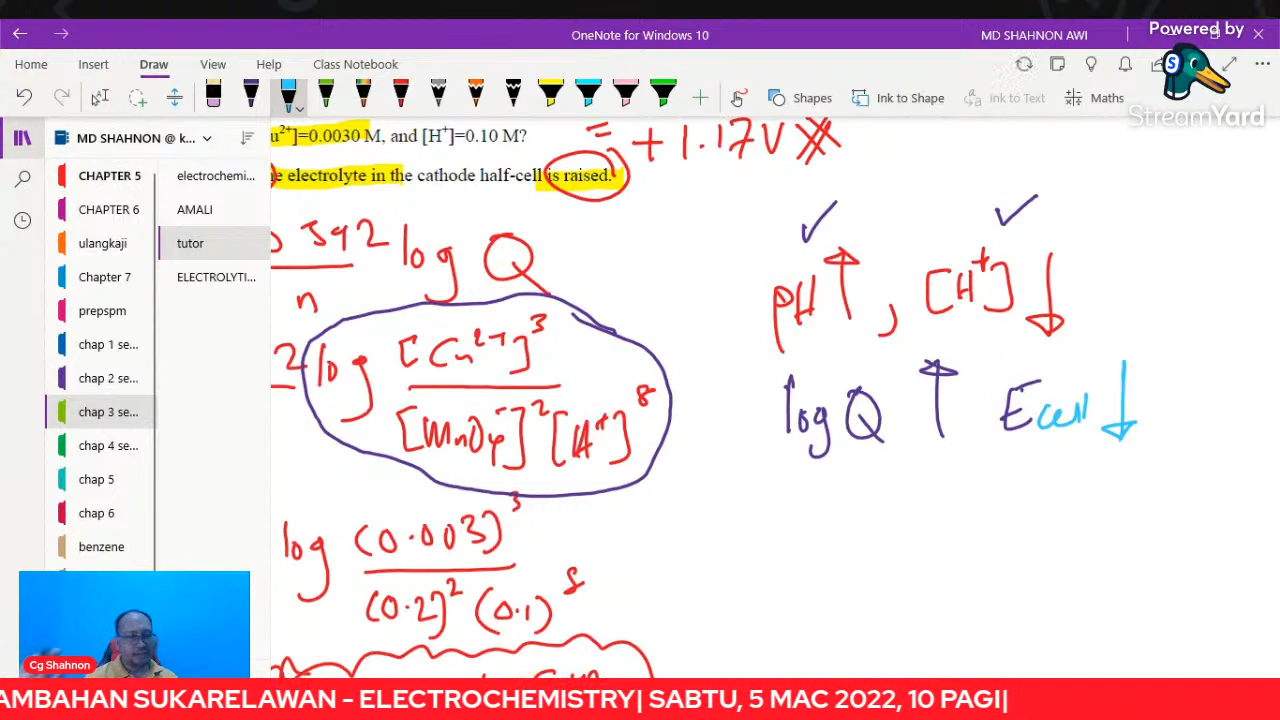 OneNote for Windows 10
MD SHAHNON AWI
Powered by
StreamYard
Home
Insert
Draw
View
Help
Class Notebook
Shapes
Ink to Shape
Ink to Text
Maths
MD SHAHNON @ k...
CHAPTER 5
CHAPTER 6
ulangkaji
Chapter 7
prepspm
chap 1 se...
chap 2 se...
chap 3 se...
chap 4 se...
chap 5
chap 6
benzene
electrochemi...
AMALI
tutor
ELECTROLYTI...
u²⁺]=0.0030 M, and [H⁺]=0.10 M?
e electrolyte in the cathode half-cell is raised.
= + 1.17V
592 log Q
n
2 log [Cu²⁺]³
[MnO₄⁻]² [H⁺]⁸
log (0.003)³
(0.2)² (0.1)⁸
pH ↑, [H⁺] ↓
log Q ↑ Ecell ↓
Cg Shahnon
AMBAHAN SUKARELAWAN - ELECTROCHEMISTRY| SABTU, 5 MAC 2022, 10 PAGI|